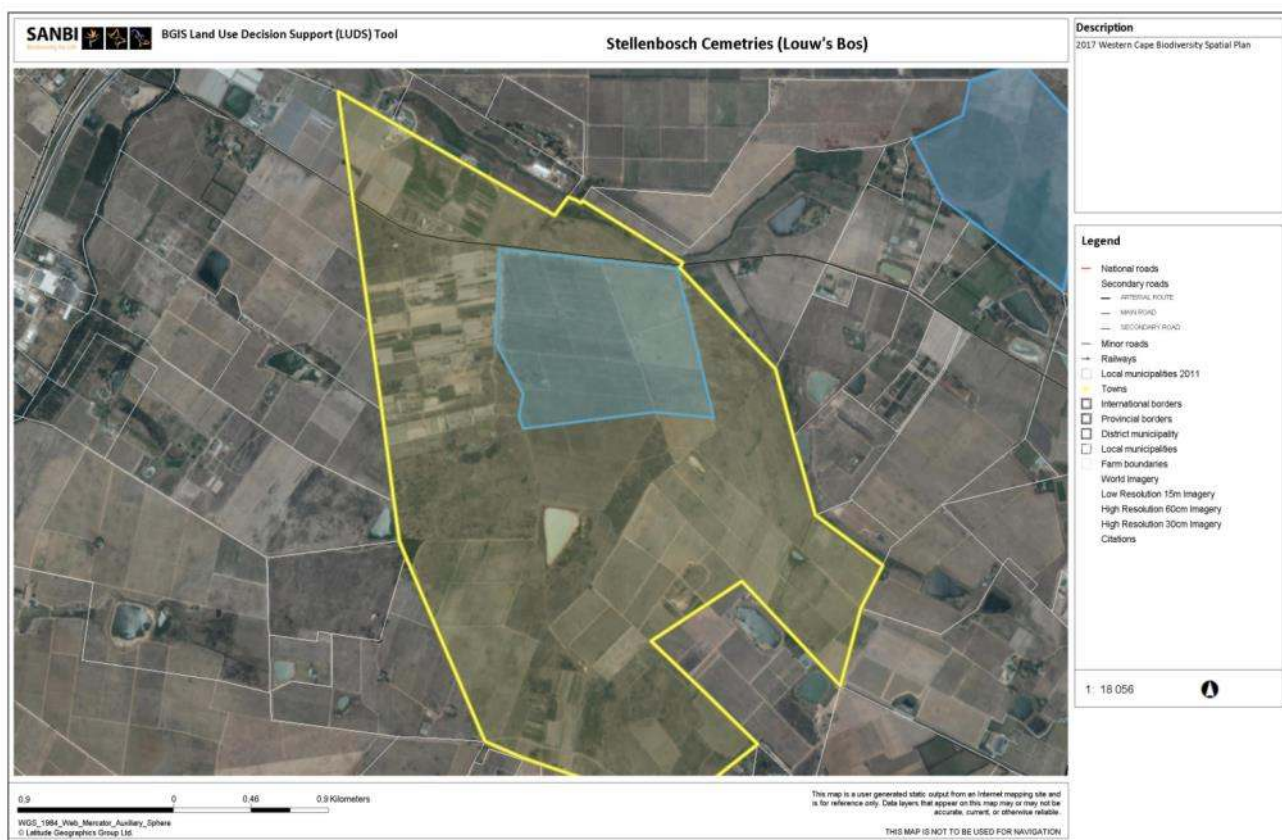 SANBI
BGIS Land Use Decision Support (LUDS) Tool
Stellenbosch Cemetries (Louw's Bos)
Description
2017 Western Cape Biodiversity Spatial Plan
Legend
National roads
Secondary roads
ARTERIAL ROUTE
MAIN ROAD
SECONDARY ROAD
Minor roads
Railways
Local municipalities 2011
Towns
International borders
Provincial borders
District municipality
Local municipalities
Farm boundaries
World Imagery
Low Resolution 15m Imagery
High Resolution 60cm Imagery
High Resolution 30cm Imagery
Citations
1: 18 056
0,9 0 0,46 0,9 Kilometers
WGS_1984_Web_Mercator_Auxiliary_Sphere
© Latitude Geographics Group Ltd.
This map is a user generated static output from an Internet mapping site and
is for reference only. Data layers that appear on this map may or may not be
accurate, current, or otherwise reliable.
THIS MAP IS NOT TO BE USED FOR NAVIGATION